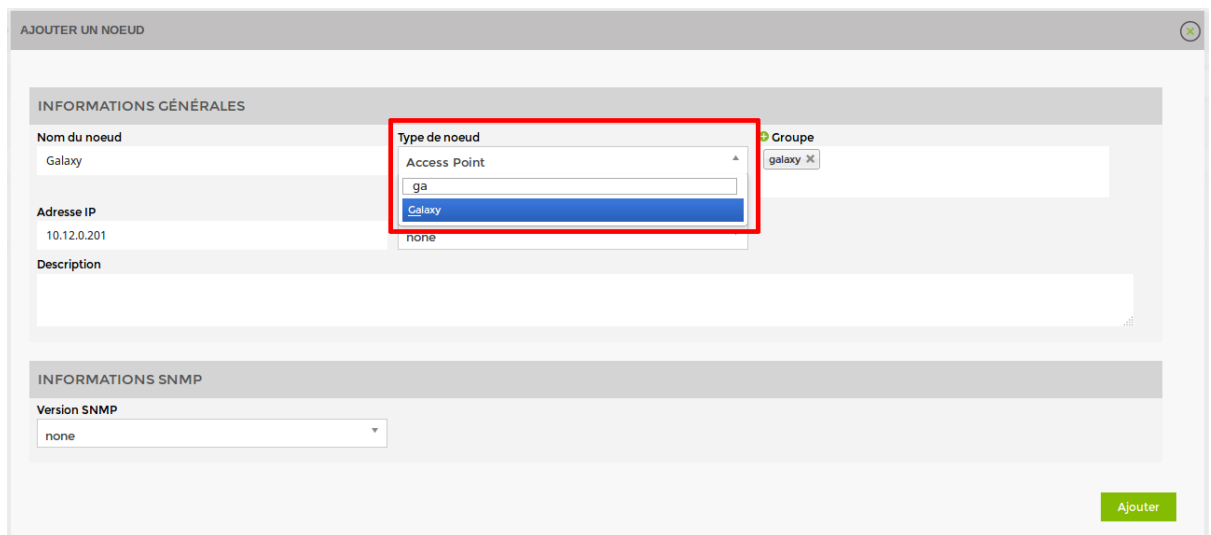 AJOUTER UN NOEUD
INFORMATIONS GÉNÉRALES
Nom du noeud
Type de noeud
Groupe
Galaxy
Access Point
galaxy
ga
Galaxy
Adresse IP
10.12.0.201
none
Description
INFORMATIONS SNMP
Version SNMP
none
Ajouter